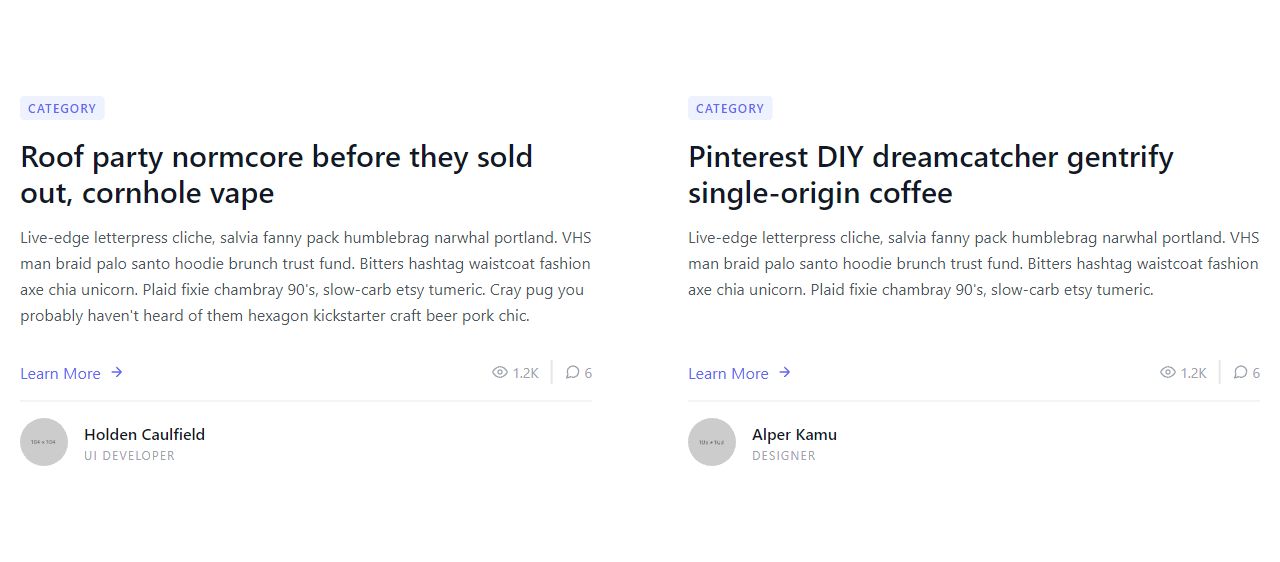 CATEGORY
Roof party normcore before they sold
out, cornhole vape
Live-edge letterpress cliche, salvia fanny pack humblebrag narwhal portland. VHS
man braid palo santo hoodie brunch trust fund. Bitters hashtag waistcoat fashion
axe chia unicorn. Plaid fixie chambray 90's, slow-carb etsy tumeric. Cray pug you
probably haven't heard of them hexagon kickstarter craft beer pork chic.
Learn More
1.2K
6
104 x 104
Holden Caulfield
UI DEVELOPER
CATEGORY
Pinterest DIY dreamcatcher gentrify
single-origin coffee
Live-edge letterpress cliche, salvia fanny pack humblebrag narwhal portland. VHS
man braid palo santo hoodie brunch trust fund. Bitters hashtag waistcoat fashion
axe chia unicorn. Plaid fixie chambray 90's, slow-carb etsy tumeric.
Learn More
1.2K
6
Alper Kamu
DESIGNER